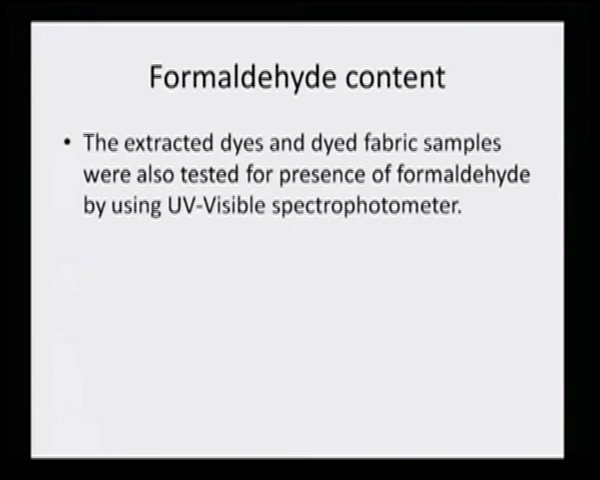 Formaldehyde content
• The extracted dyes and dyed fabric samples
were also tested for presence of formaldehyde
by using UV-Visible spectrophotometer.